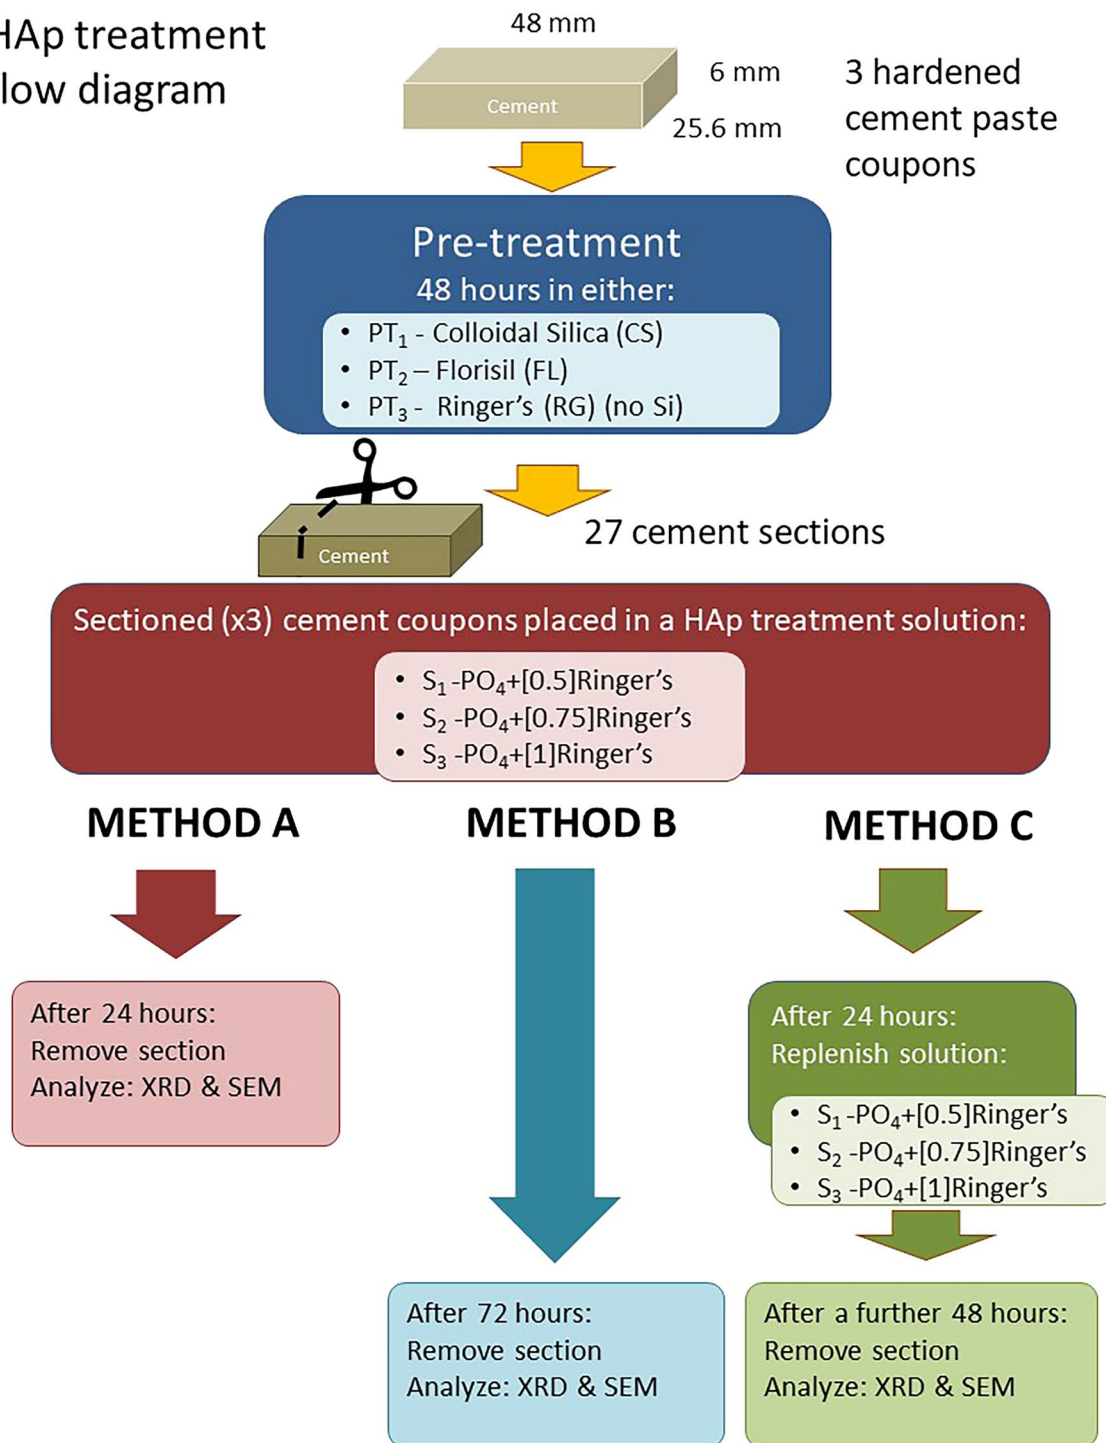 HAp treatment
low diagram
48 mm
6 mm
25.6 mm
Cement
3 hardened
cement paste
coupons
Pre-treatment
48 hours in either:
• PT₁ - Colloidal Silica (CS)
• PT₂ – Florisil (FL)
• PT₃ - Ringer's (RG) (no Si)
Cement
27 cement sections
Sectioned (x3) cement coupons placed in a HAp treatment solution:
• S₁ -PO₄+[0.5]Ringer's
• S₂ -PO₄+[0.75]Ringer's
• S₃ -PO₄+[1]Ringer's
METHOD A
METHOD B
METHOD C
After 24 hours:
Remove section
Analyze: XRD & SEM
After 24 hours:
Replenish solution:
• S₁ -PO₄+[0.5]Ringer's
• S₂ -PO₄+[0.75]Ringer's
• S₃ -PO₄+[1]Ringer's
After 72 hours:
Remove section
Analyze: XRD & SEM
After a further 48 hours:
Remove section
Analyze: XRD & SEM